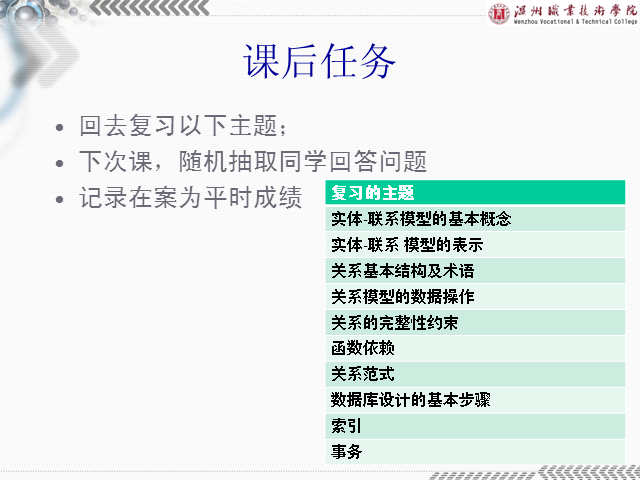 温州職業技術學院
Wenzhou Vocational & Technical College
课后任务
回去复习以下主题；
下次课，随机抽取同学回答问题
记录在案为平时成绩
复习的主题
实体-联系模型的基本概念
实体-联系 模型的表示
关系基本结构及术语
关系模型的数据操作
关系的完整性约束
函数依赖
关系范式
数据库设计的基本步骤
索引
事务